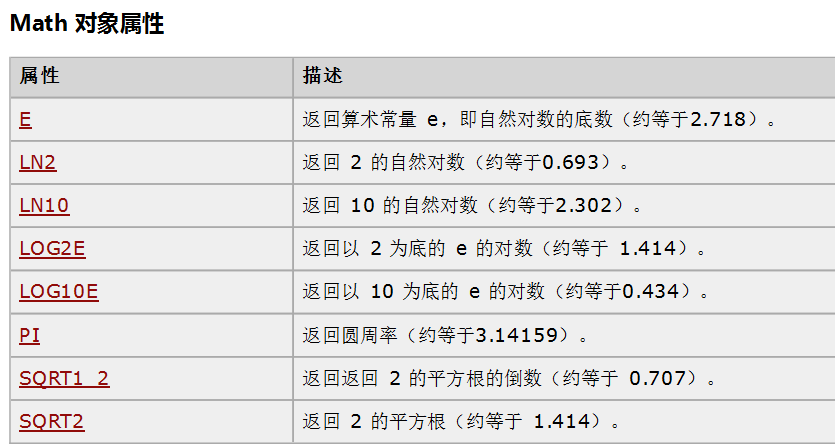 Math 对象属性
属性 描述
E 返回算术常量 e，即自然对数的底数（约等于2.718）。
LN2 返回 2 的自然对数（约等于0.693）。
LN10 返回 10 的自然对数（约等于2.302）。
LOG2E 返回以 2 为底的 e 的对数（约等于 1.414）。
LOG10E 返回以 10 为底的 e 的对数（约等于0.434）。
PI 返回圆周率（约等于3.14159）。
SQRT1_2 返回返回 2 的平方根的倒数（约等于 0.707）。
SQRT2 返回 2 的平方根（约等于 1.414）。